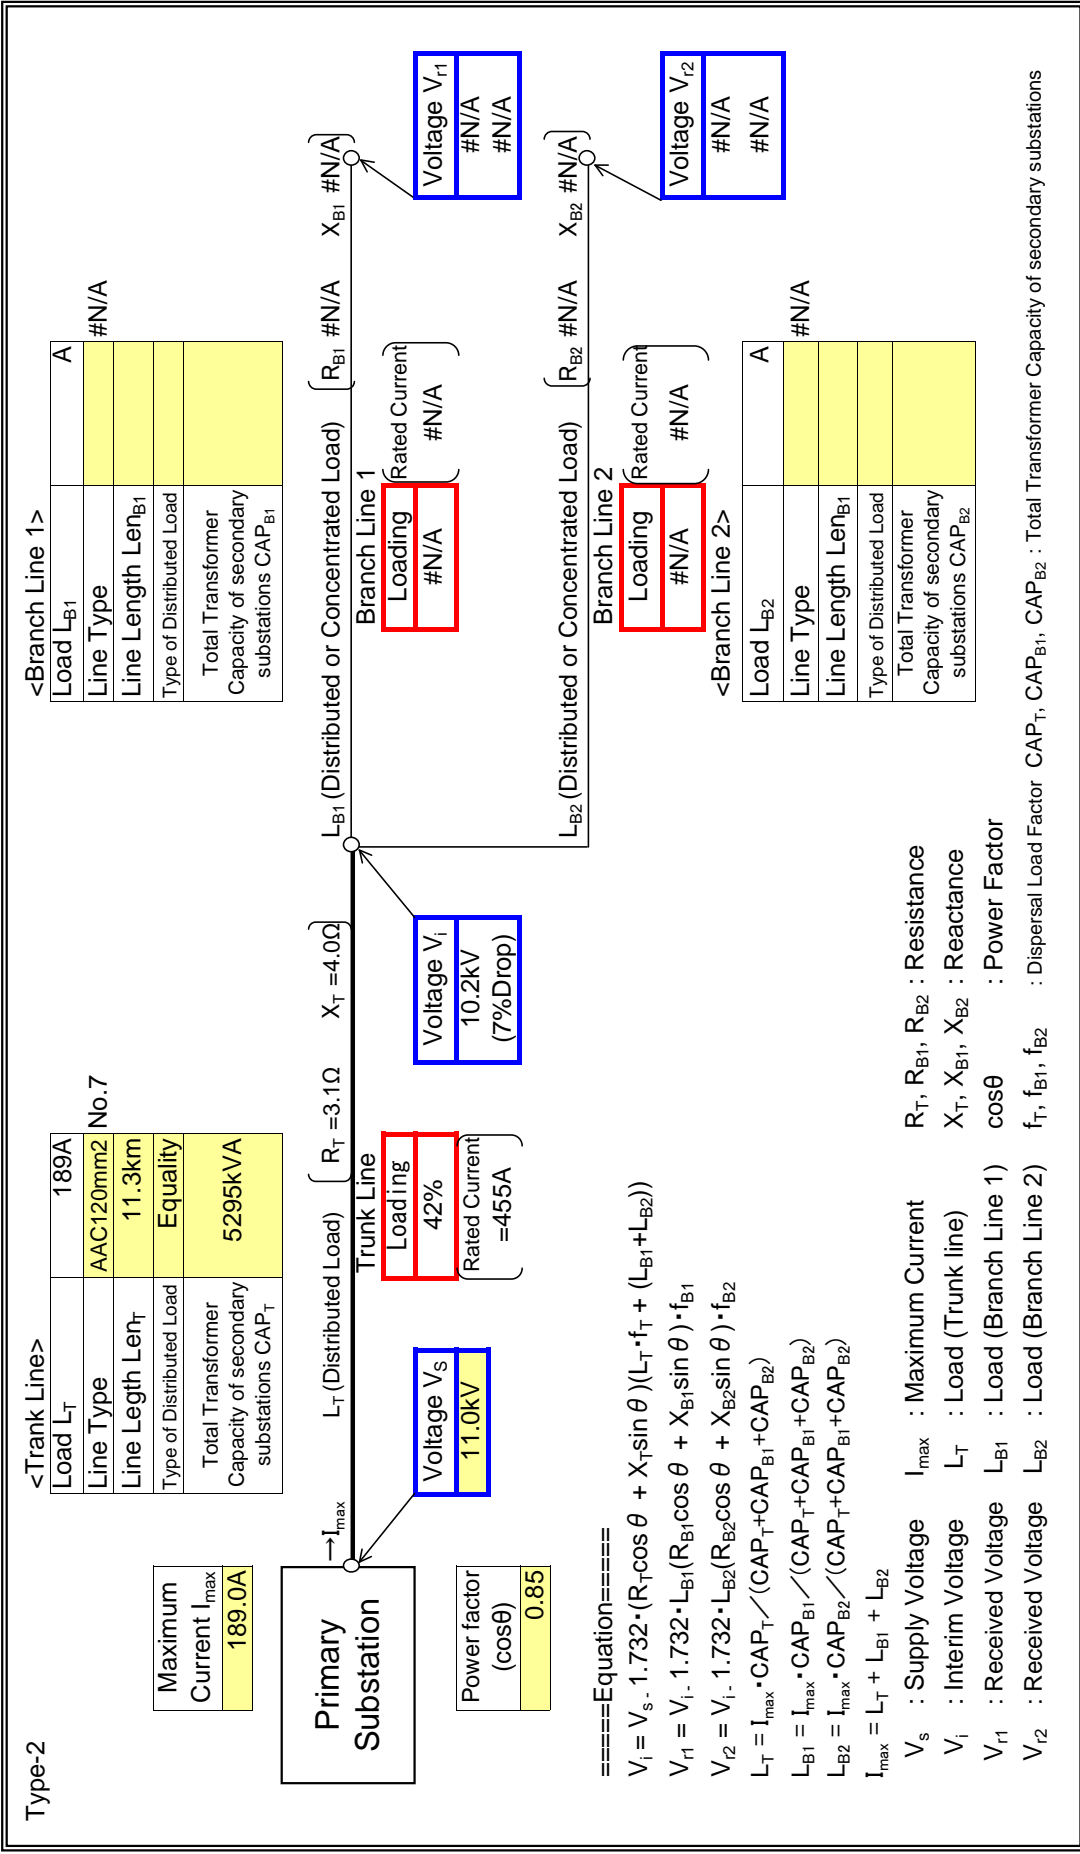 Type-2
Maximum
Current Imax
189.0A
Primary
Substation
Power factor
(cosθ)
0.85
<Trank Line>
Load LT 189A
Line Type AAC120mm2 No.7
Line Legth LenT 11.3km
Type of Distributed Load Equality
Total Transformer
Capacity of secondary
substations CAPT
5295kVA
→Imax
LT (Distributed Load)
RT =3.1Ω XT =4.0Ω
Trunk Line
Loading
42%
Rated Current
=455A
Voltage VS
11.0kV
Voltage Vi
10.2kV
(7%Drop)
<Branch Line 1>
Load LB1 A
Line Type #N/A
Line Length LenB1
Type of Distributed Load
Total Transformer
Capacity of secondary
substations CAPB1
LB1 (Distributed or Concentrated Load)
RB1 #N/A XB1 #N/A
Branch Line 1
Loading
#N/A
Rated Current
#N/A
Voltage Vr1
#N/A
#N/A
LB2 (Distributed or Concentrated Load)
RB2 #N/A XB2 #N/A
Branch Line 2
Loading
#N/A
Rated Current
#N/A
Voltage Vr2
#N/A
#N/A
<Branch Line 2>
Load LB2 A
Line Type #N/A
Line Length LenB1
Type of Distributed Load
Total Transformer
Capacity of secondary
substations CAPB2
=====Equation=====
Vi = Vs - 1.732・(RTcos θ + XTsin θ )(LT・fT + (LB1+LB2))
Vr1 = Vi - 1.732・LB1(RB1cos θ + XB1sin θ )・fB1
Vr2 = Vi - 1.732・LB2(RB2cos θ + XB2sin θ )・fB2
LT = Imax・CAPT／(CAPT+CAPB1+CAPB2)
LB1 = Imax・CAPB1／(CAPT+CAPB1+CAPB2)
LB2 = Imax・CAPB2／(CAPT+CAPB1+CAPB2)
Imax = LT + LB1 + LB2
Vs : Supply Voltage Imax : Maximum Current RT, RB1, RB2 : Resistance
Vi : Interim Voltage LT : Load (Trunk line) XT, XB1, XB2 : Reactance
Vr1 : Received Voltage LB1 : Load (Branch Line 1) cosθ : Power Factor
Vr2 : Received Voltage LB2 : Load (Branch Line 2) fT, fB1, fB2 : Dispersal Load Factor CAPT, CAPB1, CAPB2 : Total Transformer Capacity of secondary substations